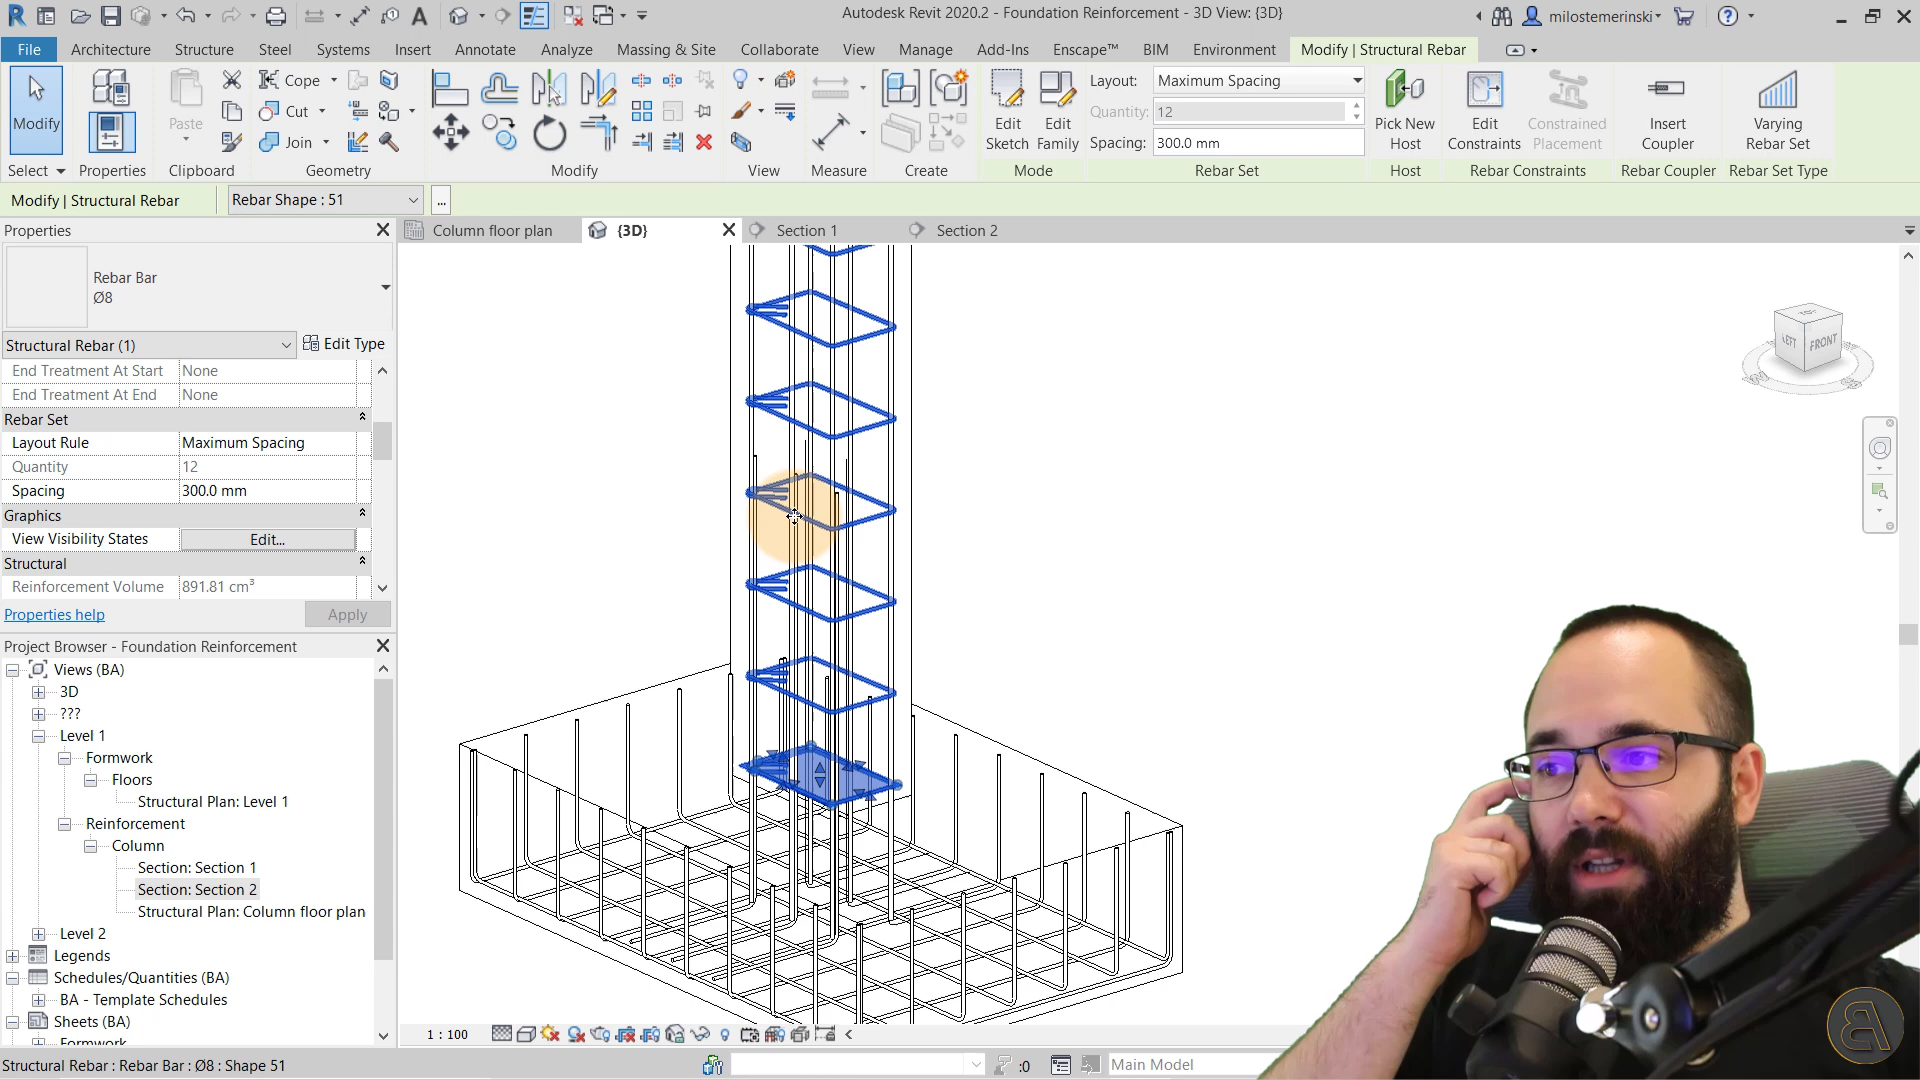 Autodesk Revit 2020.2 - Foundation Reinforcement - 3D View: {3D}
milostemerinski
File Architecture Structure Steel Systems Insert Annotate Analyze Massing & Site Collaborate View Manage Add-Ins Enscape™ BIM Environment Modify | Structural Rebar
Modify
Paste
Cope
Cut
Join
Edit Sketch
Edit Family
Layout: Maximum Spacing
Quantity: 12
Spacing: 300.0 mm
Pick New Host
Edit Constraints
Constrained Placement
Insert Coupler
Varying Rebar Set
Select Properties Clipboard Geometry Modify View Measure Create Mode Rebar Set Host Rebar Constraints Rebar Coupler Rebar Set Type
Modify | Structural Rebar Rebar Shape : 51 ...
Properties
Column floor plan {3D} Section 1 Section 2
Rebar Bar
Ø8
Structural Rebar (1) Edit Type
End Treatment At Start None
End Treatment At End None
Rebar Set
Layout Rule Maximum Spacing
Quantity 12
Spacing 300.0 mm
Graphics
View Visibility States Edit...
Structural
Reinforcement Volume 891.81 cm³
Properties help Apply
Project Browser - Foundation Reinforcement
Views (BA)
3D
???
Level 1
Formwork
Floors
Structural Plan: Level 1
Reinforcement
Column
Section: Section 1
Section: Section 2
Structural Plan: Column floor plan
Level 2
Legends
Schedules/Quantities (BA)
BA - Template Schedules
Sheets (BA)
Formwork
TOP
LEFT FRONT
1 : 100
Structural Rebar : Rebar Bar : Ø8 : Shape 51
:0 Main Model